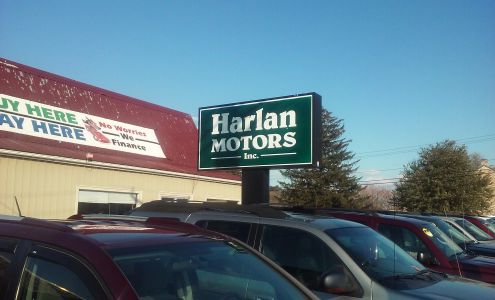 UY HERE
AY HERE
No Worries
We
Finance
Harlan
MOTORS
Inc.